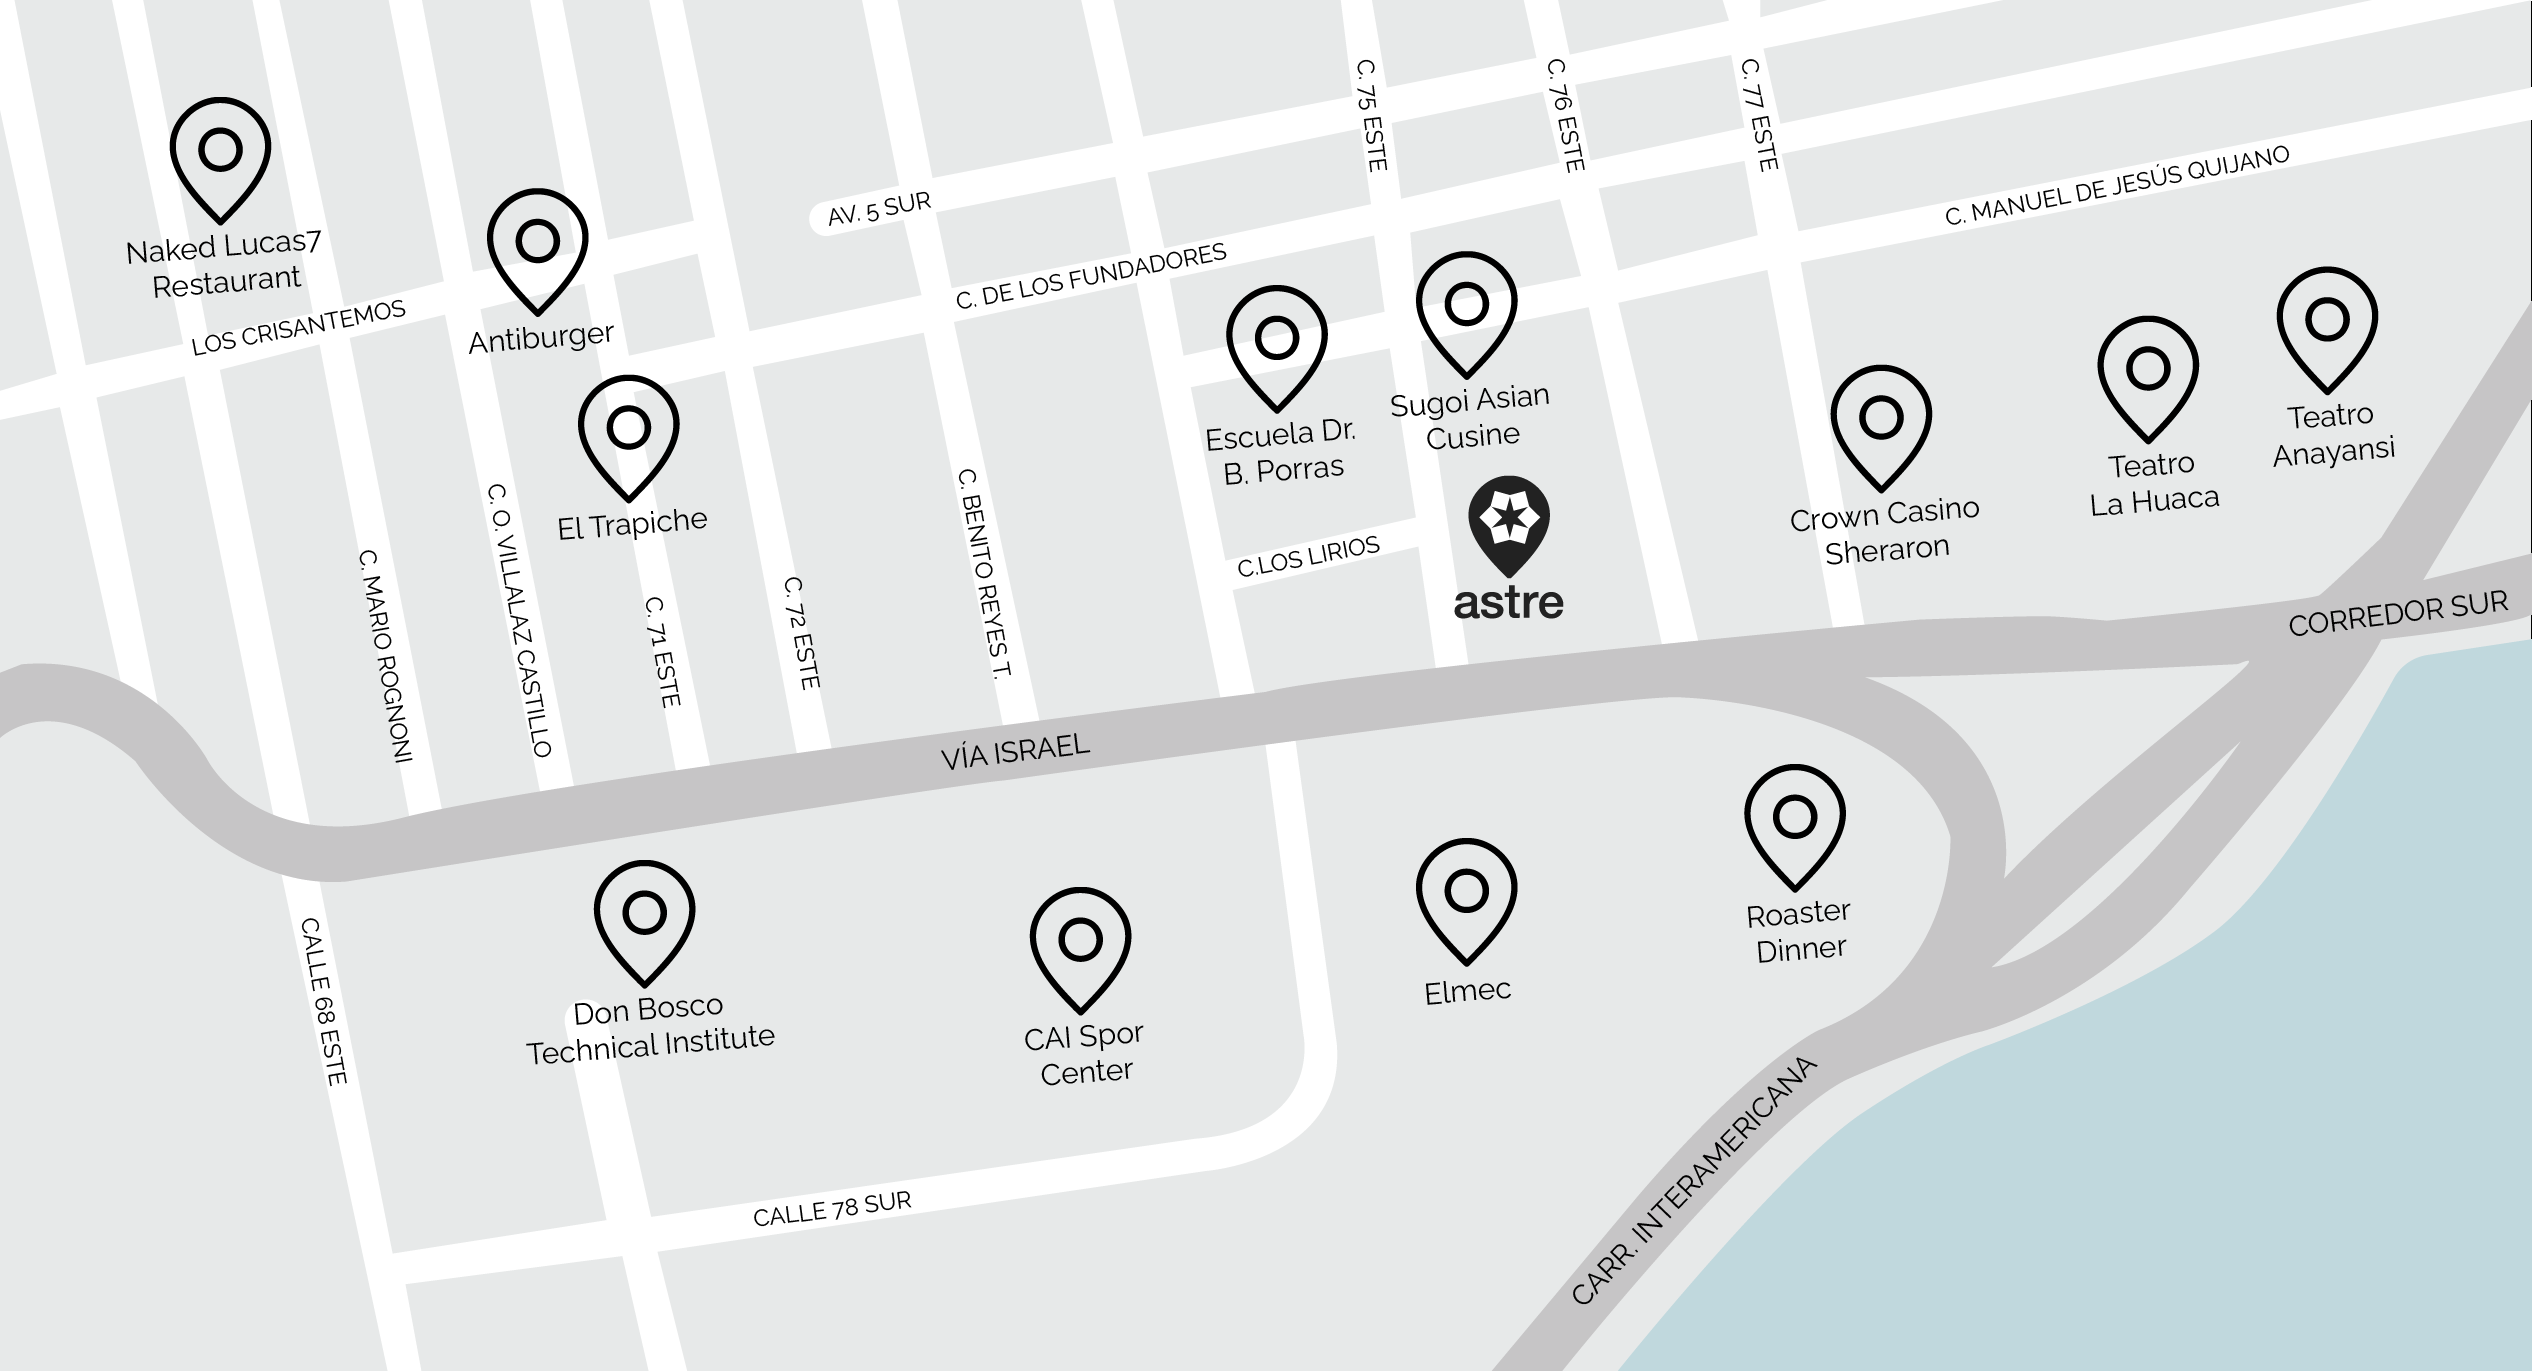 C. 75 ESTE
C. 76 ESTE
C. 77 ESTE
C. MANUEL DE JESÚS QUIJANO
AV. 5 SUR
Naked Lucas7
Restaurant
LOS CRISANTEMOS
Antiburger
C. DE LOS FUNDADORES
El Trapiche
Escuela Dr.
B. Porras
Sugoi Asian
Cusine
Crown Casino
Sheraron
Teatro
La Huaca
Teatro
Anayansi
C. MARIO ROGNONI
C. O. VILLALAZ CASTILLO
C. 71 ESTE
C. 72 ESTE
C. BENITO REYES T.
C.LOS LIRIOS
astre
CORREDOR SUR
VÍA ISRAEL
CALLE 68 ESTE
Don Bosco
Technical Institute
CAI Spor
Center
Elmec
Roaster
Dinner
CALLE 78 SUR
CARR. INTERAMERICANA